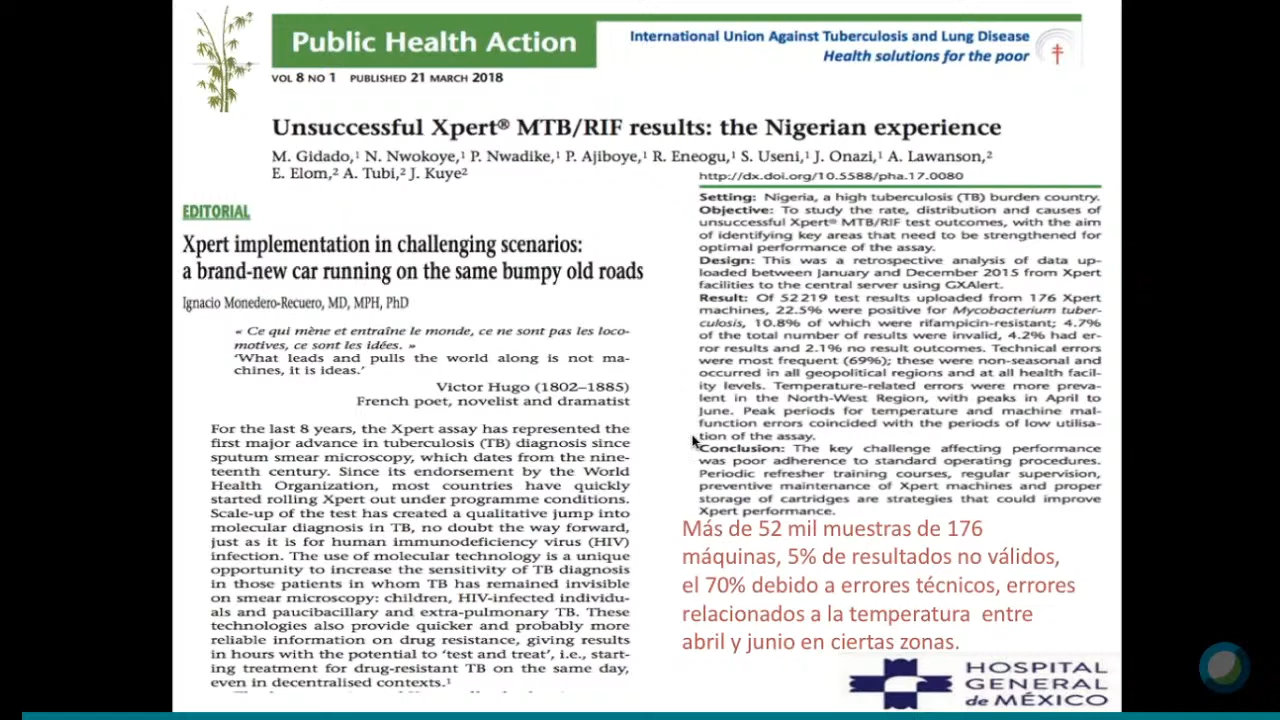 Public Health Action
International Union Against Tuberculosis and Lung Disease
Health solutions for the poor
VOL 8 NO 1 PUBLISHED 21 MARCH 2018
Unsuccessful Xpert® MTB/RIF results: the Nigerian experience
M. Gidado,¹ N. Nwokoye,¹ P. Nwadike,¹ P. Ajiboye,¹ R. Eneogu,¹ S. Useni,¹ J. Onazi,¹ A. Lawanson,²
E. Elom,² A. Tubi,² J. Kuye²
http://dx.doi.org/10.5588/pha.17.0080
EDITORIAL
Xpert implementation in challenging scenarios:
a brand-new car running on the same bumpy old roads
Ignacio Monedero-Recuero, MD, MPH, PhD
« Ce qui mène et entraîne le monde, ce ne sont pas les loco-
motives, ce sont les idées. »
‘What leads and pulls the world along is not ma-
chines, it is ideas.’
Victor Hugo (1802–1885)
French poet, novelist and dramatist
For the last 8 years, the Xpert assay has represented the
first major advance in tuberculosis (TB) diagnosis since
sputum smear microscopy, which dates from the nine-
teenth century. Since its endorsement by the World
Health Organization, most countries have quickly
started rolling Xpert out under programme conditions.
Scale-up of the test has created a qualitative jump into
molecular diagnosis in TB, no doubt the way forward,
just as it is for human immunodeficiency virus (HIV)
infection. The use of molecular technology is a unique
opportunity to increase the sensitivity of TB diagnosis
in those patients in whom TB has remained invisible
on smear microscopy: children, HIV-infected individu-
als and paucibacillary and extra-pulmonary TB. These
technologies also provide quicker and probably more
reliable information on drug resistance, giving results
in hours with the potential to ‘test and treat’, i.e., start-
ing treatment for drug-resistant TB on the same day,
even in decentralised contexts.¹
Setting: Nigeria, a high tuberculosis (TB) burden country.
Objective: To study the rate, distribution and causes of
unsuccessful Xpert® MTB/RIF test outcomes, with the aim
of identifying key areas that need to be strengthened for
optimal performance of the assay.
Design: This was a retrospective analysis of data up-
loaded between January and December 2015 from Xpert
facilities to the central server using GXAlert.
Result: Of 52 219 test results uploaded from 176 Xpert
machines, 22.5% were positive for Mycobacterium tuber-
culosis, 10.8% of which were rifampicin-resistant; 4.7%
of the total number of results were invalid, 4.2% had er-
ror results and 2.1% no result outcomes. Technical errors
were most frequent (69%); these were non-seasonal and
occurred in all geopolitical regions and at all health facil-
ity levels. Temperature-related errors were more preva-
lent in the North-West Region, with peaks in April to
June. Peak periods for temperature and machine mal-
function errors coincided with the periods of low utilisa-
tion of the assay.
Conclusion: The key challenge affecting performance
was poor adherence to standard operating procedures.
Periodic refresher training courses, regular supervision,
preventive maintenance of Xpert machines and proper
storage of cartridges are strategies that could improve
Xpert performance.
Más de 52 mil muestras de 176
máquinas, 5% de resultados no válidos,
el 70% debido a errores técnicos, errores
relacionados a la temperatura entre
abril y junio en ciertas zonas.
HOSPITAL
GENERAL
de MÉXICO